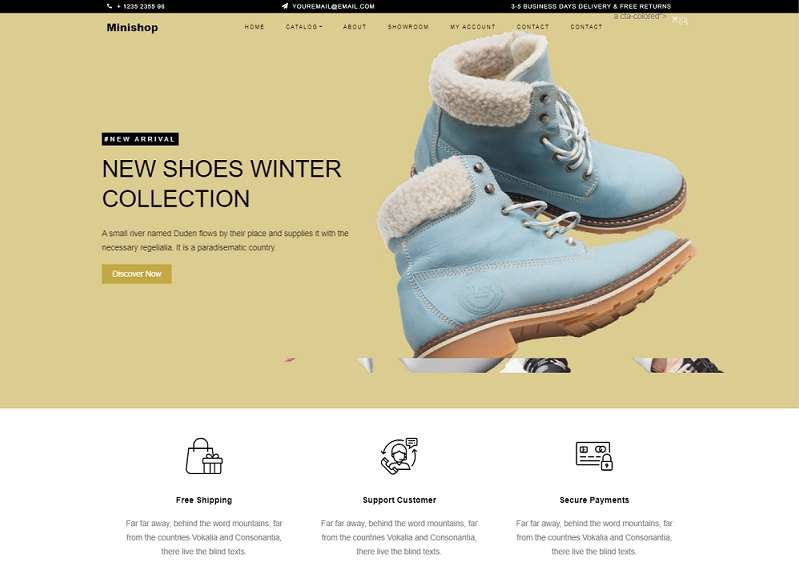 + 1235 2355 98 YOUREMAIL@EMAIL.COM 3-5 BUSINESS DAYS DELIVERY & FREE RETURNS
Minishop HOME CATALOG ABOUT SHOWROOM MY ACCOUNT CONTACT CONTACT a cta-colored"> [0]
#NEW ARRIVAL
NEW SHOES WINTER
COLLECTION
A small river named Duden flows by their place and supplies it with the
necessary regelialia. It is a paradisematic country.
Discover Now
Free Shipping
Far far away, behind the word mountains, far
from the countries Vokalia and Consonantia,
there live the blind texts.
Support Customer
Far far away, behind the word mountains, far
from the countries Vokalia and Consonantia,
there live the blind texts.
Secure Payments
Far far away, behind the word mountains, far
from the countries Vokalia and Consonantia,
there live the blind texts.